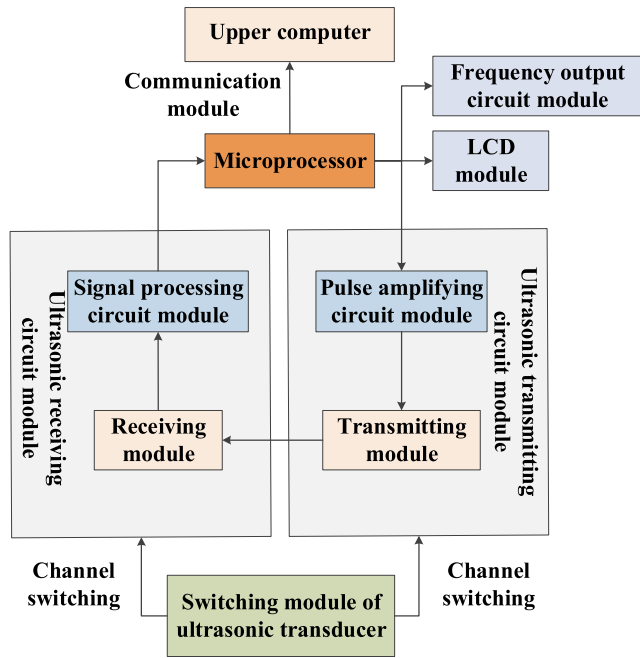 Upper computer
Communication
module
Frequency output
circuit module
Microprocessor
LCD
module
Signal processing
circuit module
Ultrasonic receiving
circuit module
Receiving
module
Pulse amplifying
circuit module
Ultrasonic transmitting
circuit module
Transmitting
module
Channel
switching
Switching module of
ultrasonic transducer
Channel
switching